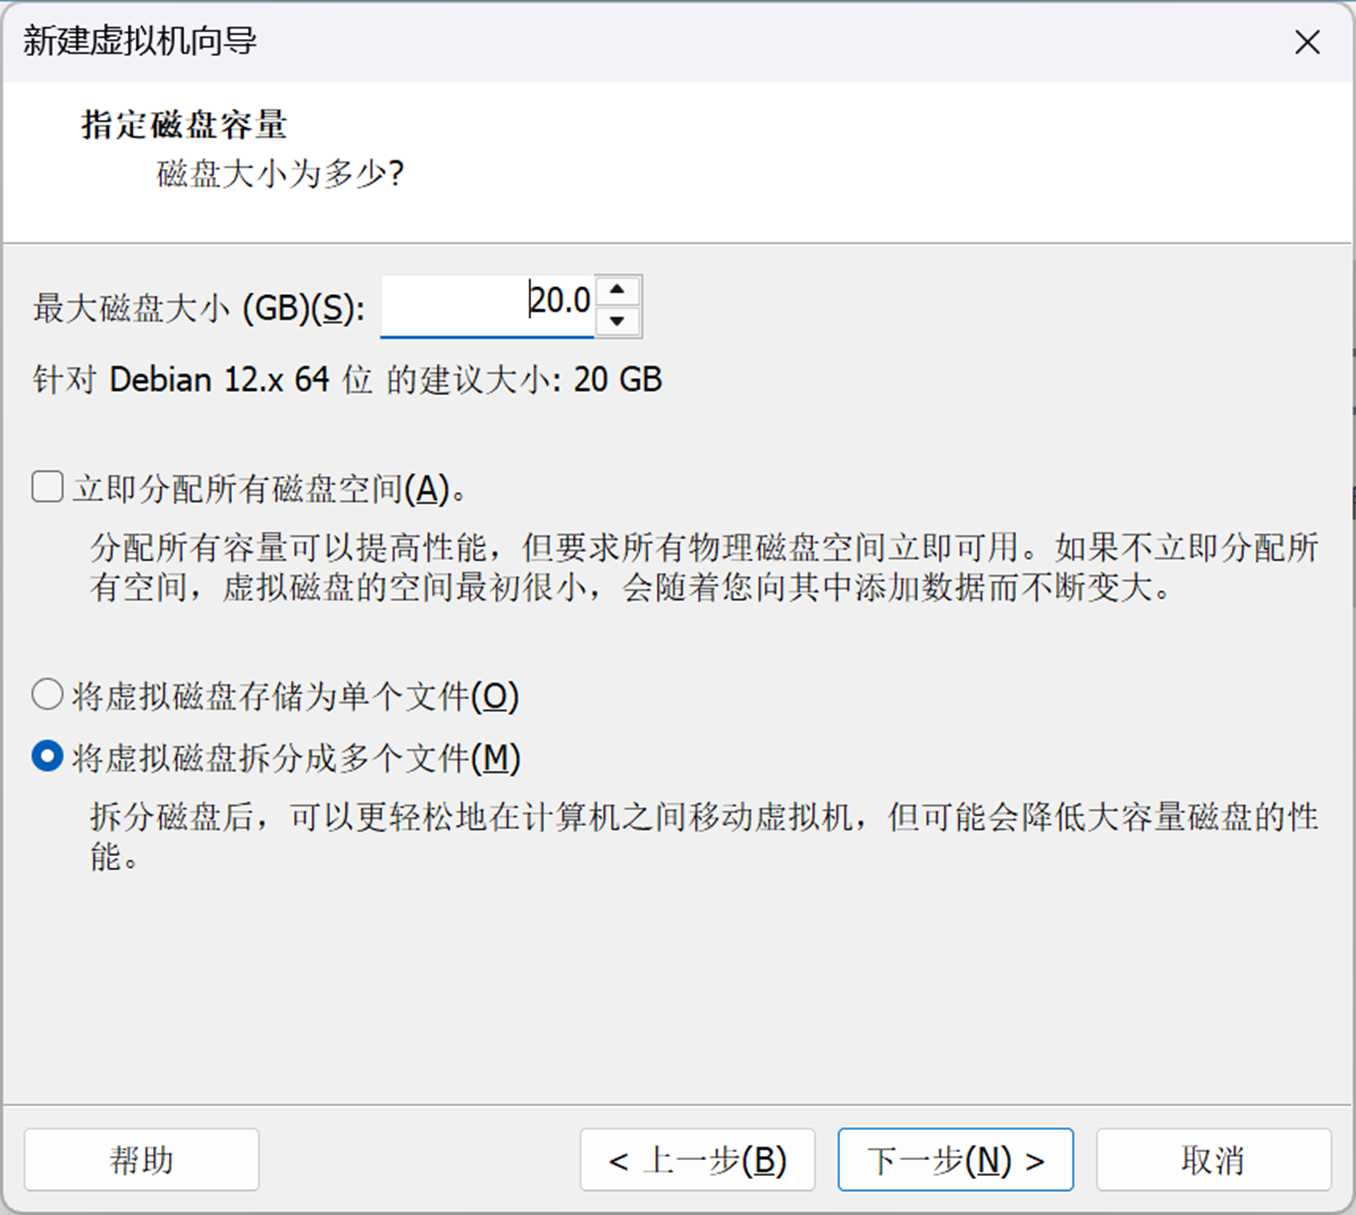 新建虚拟机向导
指定磁盘容量
磁盘大小为多少?
最大磁盘大小 (GB)(S): 20.0
针对 Debian 12.x 64 位 的建议大小: 20 GB
立即分配所有磁盘空间(A)。
分配所有容量可以提高性能，但要求所有物理磁盘空间立即可用。如果不立即分配所
有空间，虚拟磁盘的空间最初很小，会随着您向其中添加数据而不断变大。
将虚拟磁盘存储为单个文件(O)
将虚拟磁盘拆分成多个文件(M)
拆分磁盘后，可以更轻松地在计算机之间移动虚拟机，但可能会降低大容量磁盘的性
能。
帮助 < 上一步(B) 下一步(N) > 取消